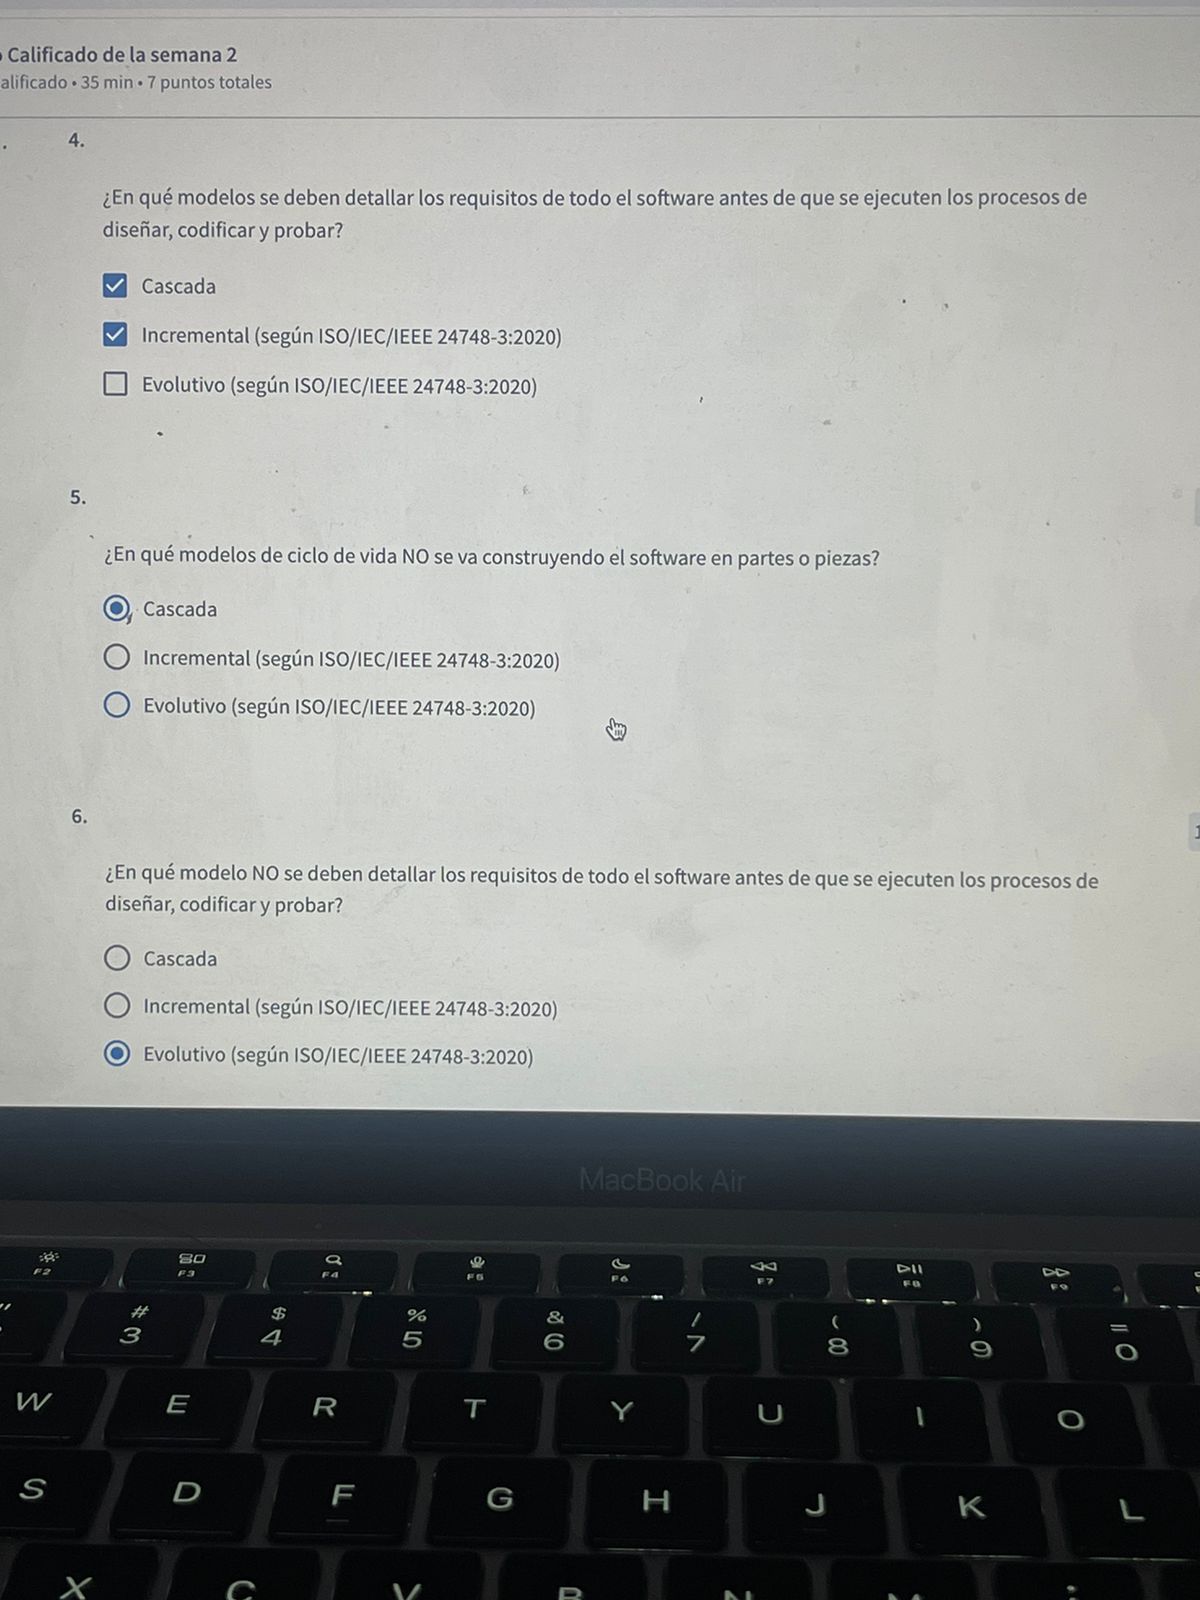 Calificado de la semana 2
alificado • 35 min • 7 puntos totales
4.
¿En qué modelos se deben detallar los requisitos de todo el software antes de que se ejecuten los procesos de
diseñar, codificar y probar?
Cascada
Incremental (según ISO/IEC/IEEE 24748-3:2020)
Evolutivo (según ISO/IEC/IEEE 24748-3:2020)
5.
¿En qué modelos de ciclo de vida NO se va construyendo el software en partes o piezas?
Cascada
Incremental (según ISO/IEC/IEEE 24748-3:2020)
Evolutivo (según ISO/IEC/IEEE 24748-3:2020)
6.
¿En qué modelo NO se deben detallar los requisitos de todo el software antes de que se ejecuten los procesos de
diseñar, codificar y probar?
Cascada
Incremental (según ISO/IEC/IEEE 24748-3:2020)
Evolutivo (según ISO/IEC/IEEE 24748-3:2020)
MacBook Air
F2 F3 F4 F5 F6 F7 F8 F9
# $ % & / ( ) =
3 4 5 6 7 8 9 0
W E R T Y U I O
S D F G H J K L
X C V B N M